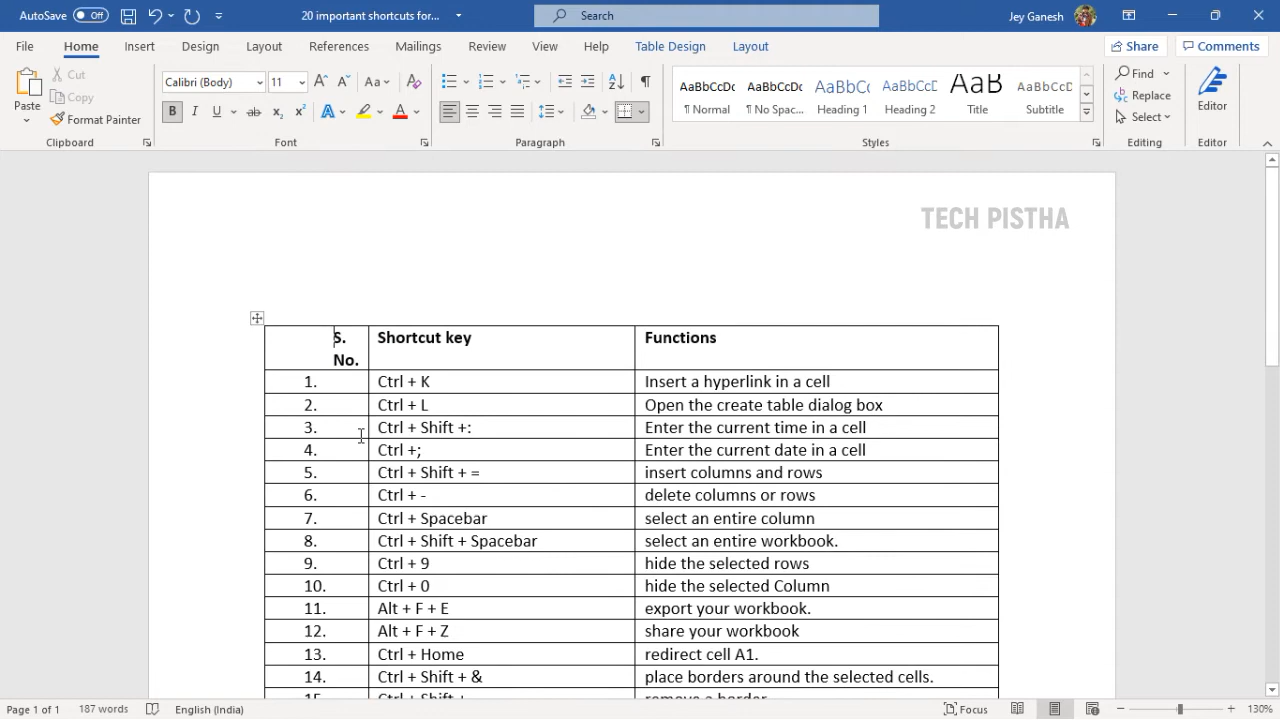 AutoSave Off 20 important shortcuts for... Search Jey Ganesh
File Home Insert Design Layout References Mailings Review View Help Table Design Layout Share Comments
Paste Cut Copy Format Painter
Calibri (Body) 11 Aa
AaBbCcDc AaBbCcDc AaBbCc AaBbCcD AaB AaBbCcD
¶ Normal ¶ No Spac... Heading 1 Heading 2 Title Subtitle
Find Replace Select Editor
Clipboard Font Paragraph Styles Editing Editor
TECH PISTHA
S. No. Shortcut key Functions
1. Ctrl + K Insert a hyperlink in a cell
2. Ctrl + L Open the create table dialog box
3. Ctrl + Shift +: Enter the current time in a cell
4. Ctrl +; Enter the current date in a cell
5. Ctrl + Shift + = insert columns and rows
6. Ctrl + - delete columns or rows
7. Ctrl + Spacebar select an entire column
8. Ctrl + Shift + Spacebar select an entire workbook.
9. Ctrl + 9 hide the selected rows
10. Ctrl + 0 hide the selected Column
11. Alt + F + E export your workbook.
12. Alt + F + Z share your workbook
13. Ctrl + Home redirect cell A1.
14. Ctrl + Shift + & place borders around the selected cells.
15. Ctrl + Shift + remove a border
Page 1 of 1 187 words English (India) Focus 130%